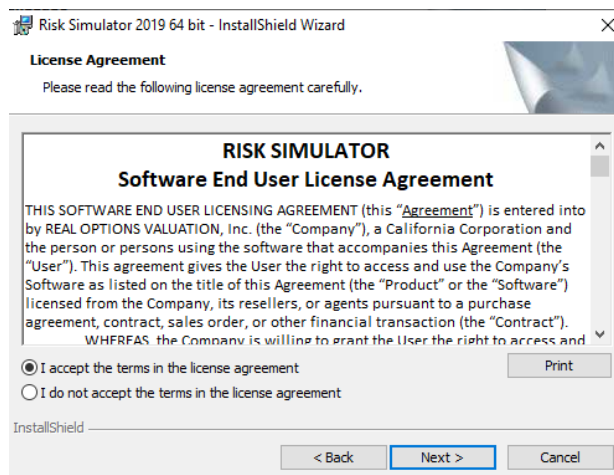 Risk Simulator 2019 64 bit - InstallShield Wizard
License Agreement
Please read the following license agreement carefully.
RISK SIMULATOR
Software End User License Agreement
THIS SOFTWARE END USER LICENSING AGREEMENT (this “Agreement”) is entered into
by REAL OPTIONS VALUATION, Inc. (the “Company”), a California Corporation and
the person or persons using the software that accompanies this Agreement (the
“User”). This agreement gives the User the right to access and use the Company’s
Software as listed on the title of this Agreement (the “Product” or the “Software”)
licensed from the Company, its resellers, or agents pursuant to a purchase
agreement, contract, sales order, or other financial transaction (the “Contract”).
WHEREAS, the Company is willing to grant the User the right to access and
I accept the terms in the license agreement
Print
I do not accept the terms in the license agreement
InstallShield
< Back
Next >
Cancel